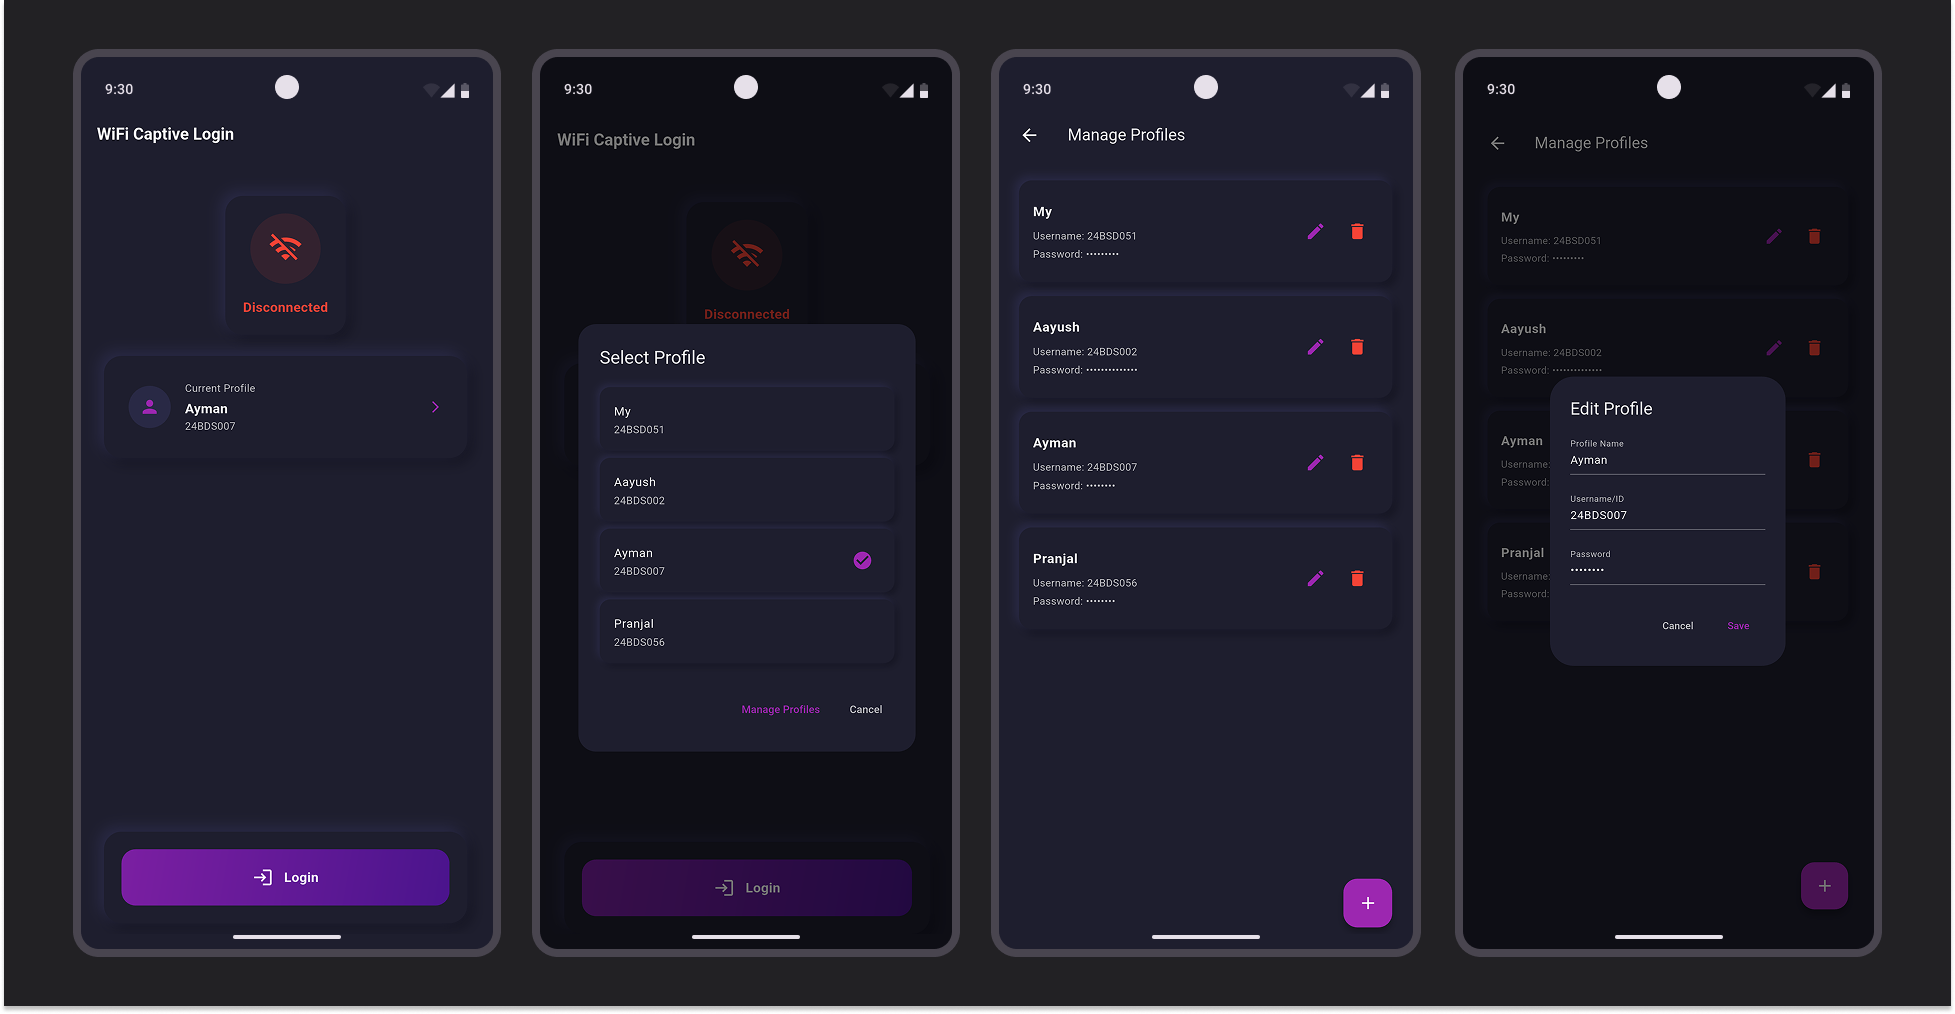 9:30
WiFi Captive Login
Disconnected
Current Profile
Ayman
24BDS007
Login
9:30
WiFi Captive Login
Disconnected
Select Profile
My
24BSD051
Aayush
24BDS002
Ayman
24BDS007
Pranjal
24BDS056
Manage Profiles Cancel
Login
9:30
Manage Profiles
My
Username: 24BSD051
Password: •••••••••
Aayush
Username: 24BDS002
Password: ••••••••••••••
Ayman
Username: 24BDS007
Password: ••••••••
Pranjal
Username: 24BDS056
Password: ••••••••
+
9:30
Manage Profiles
My
Username: 24BSD051
Password: •••••••••
Aayush
Username: 24BDS002
Password: ••••••••••••••
Ayman
Username:
Password:
Pranjal
Username:
Password:
Edit Profile
Profile Name
Ayman
Username/ID
24BDS007
Password
••••••••
Cancel Save
+